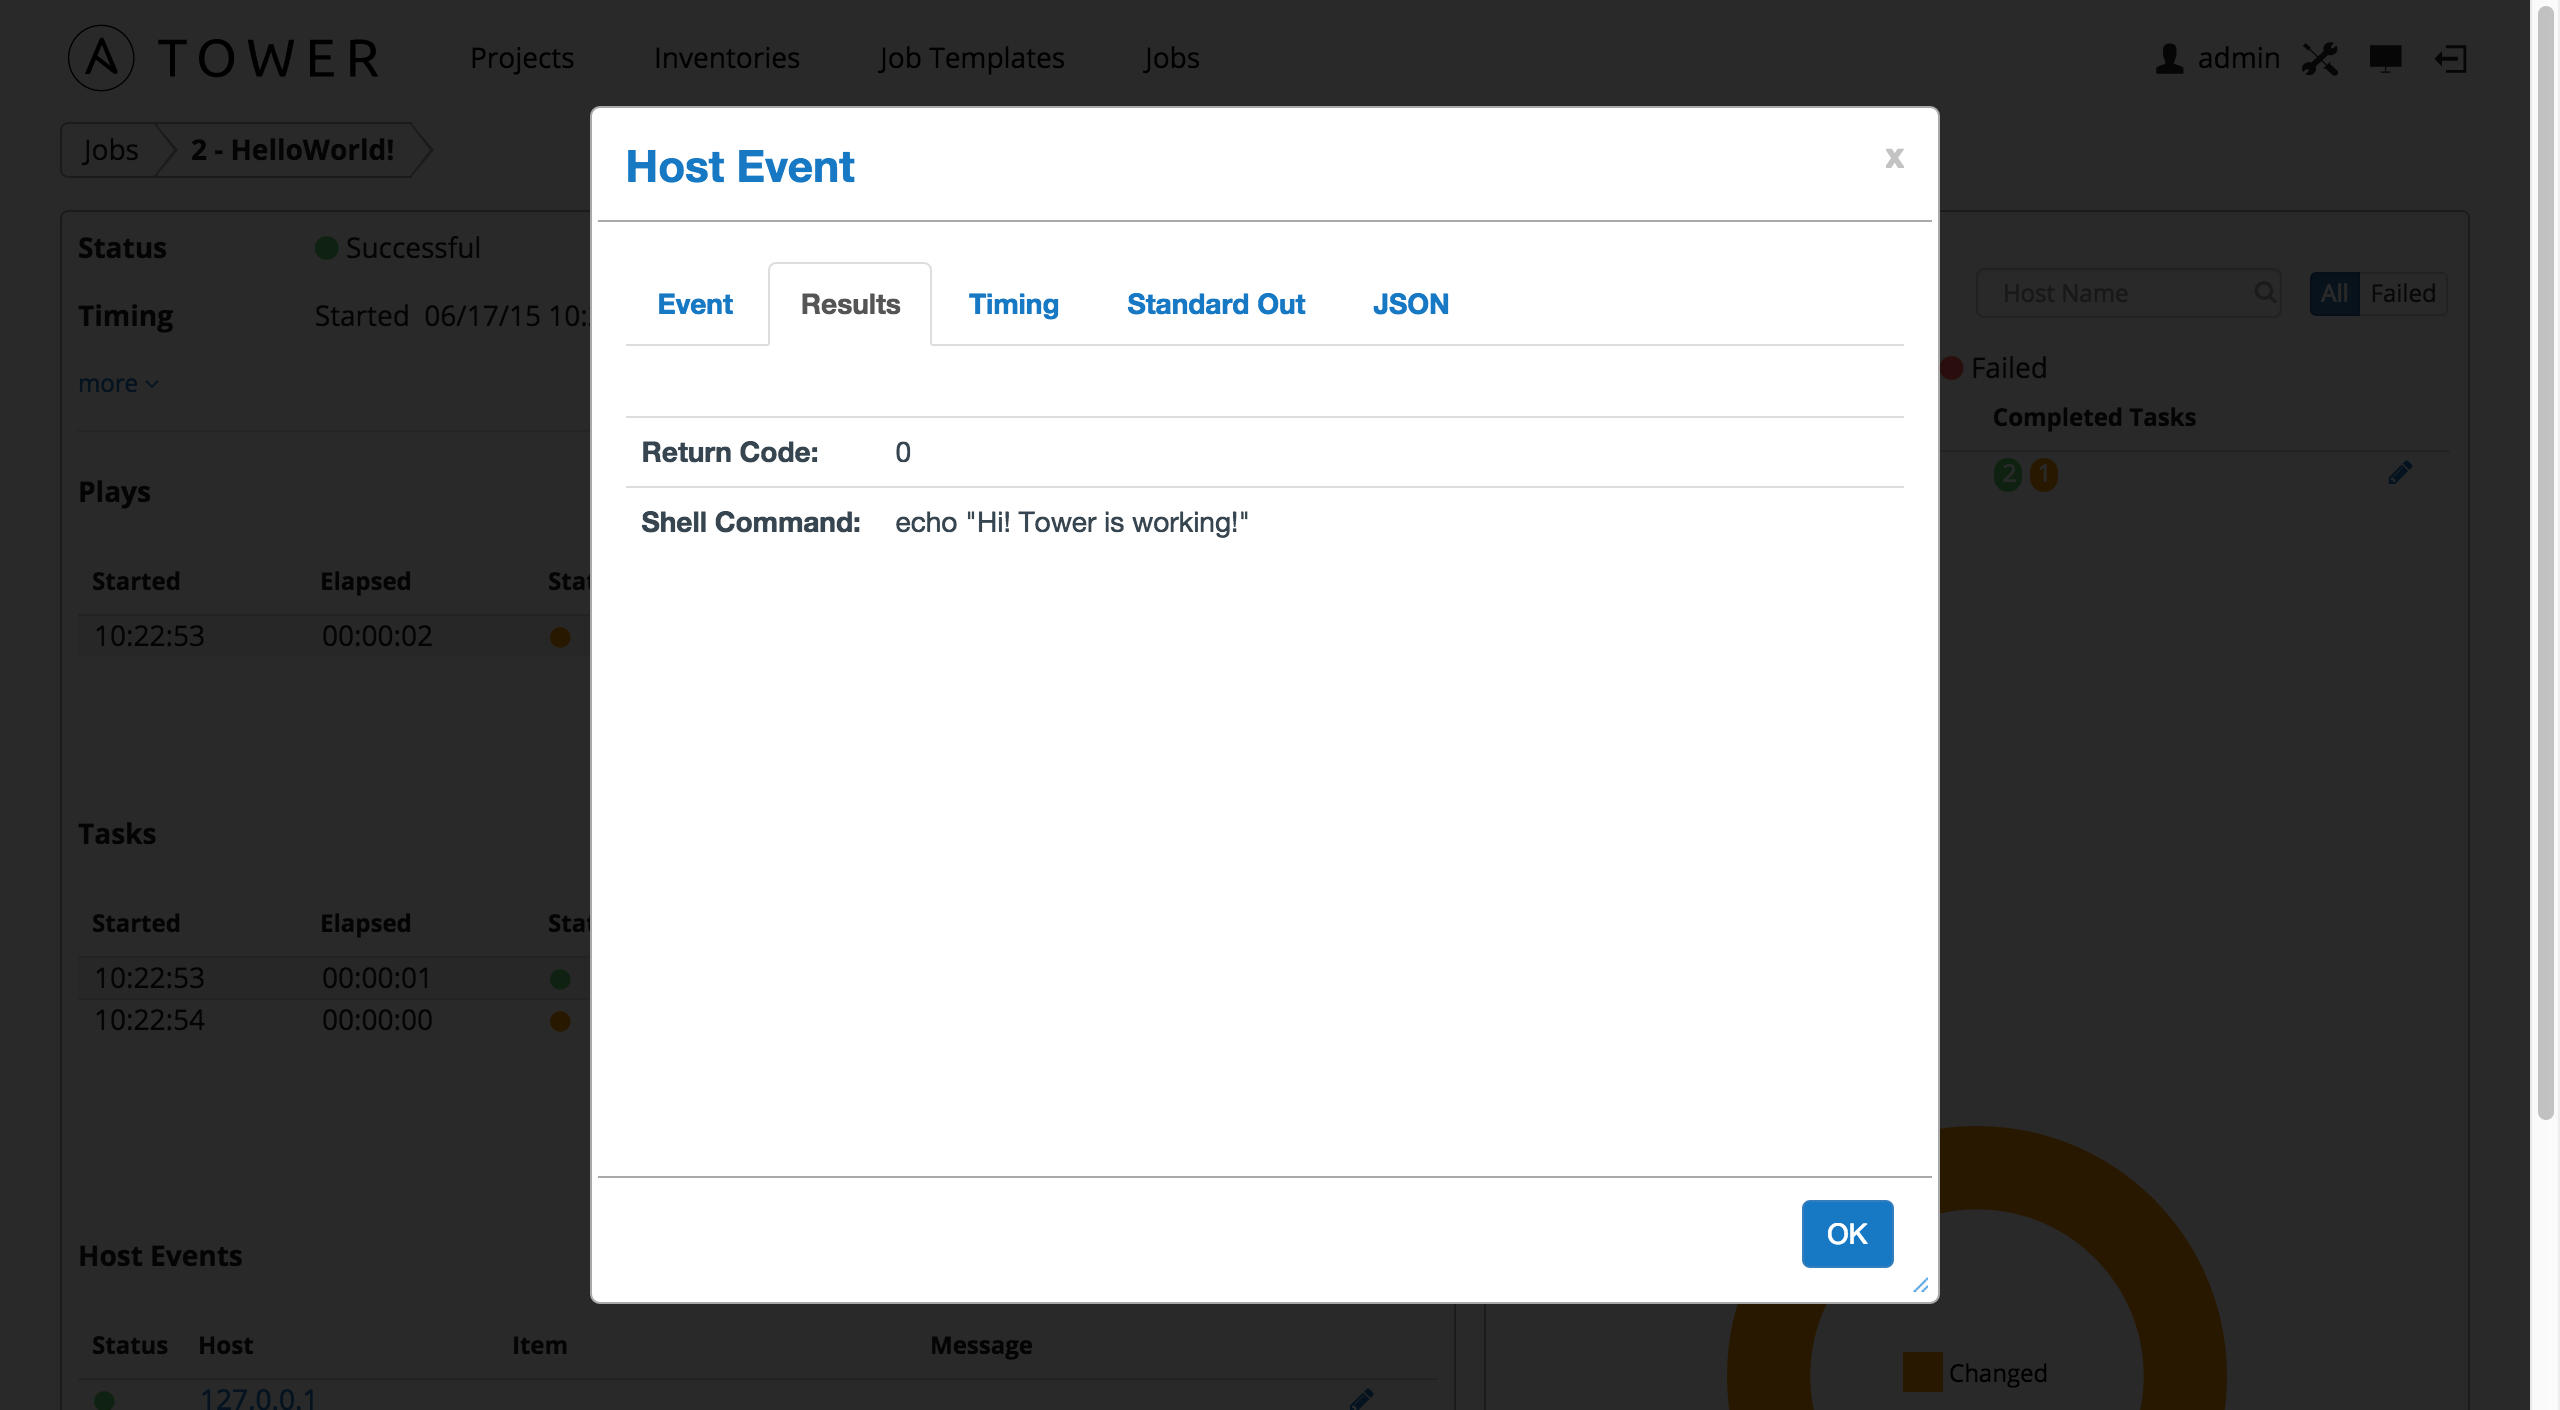 TOWER Projects Inventories Job Templates Jobs admin
Jobs 2 - HelloWorld!
Host Event x
Status Successful
Host Name All Failed
Event Results Timing Standard Out JSON
Timing Started 06/17/15 10:
Failed
more
Completed Tasks
Return Code: 0
2 1
Plays
Shell Command: echo "Hi! Tower is working!"
Started Elapsed
10:22:53 00:00:02
Tasks
Started Elapsed
10:22:53 00:00:01
10:22:54 00:00:00
OK
Host Events
Status Host Item Message
Changed
127.0.0.1